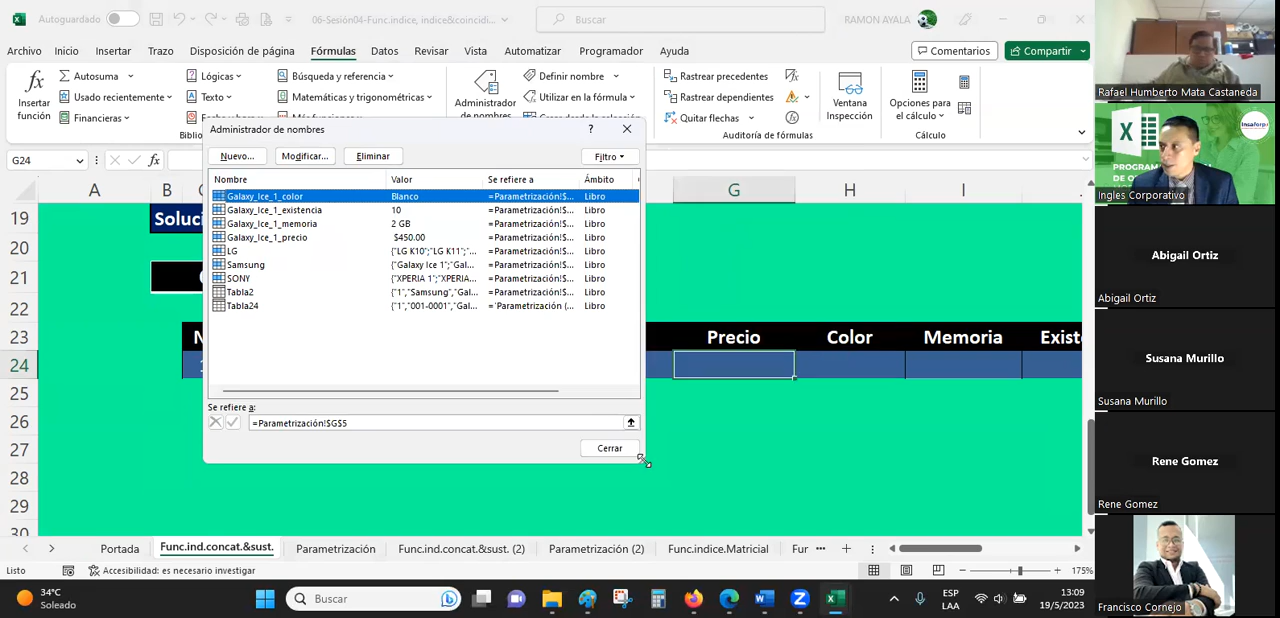 Autoguardado
06-Sesión04-Func.indice, indice&coincidi...
Buscar
RAMON AYALA
Archivo Inicio Insertar Trazo Disposición de página Fórmulas Datos Revisar Vista Automatizar Programador Ayuda
Comentarios
Compartir
Insertar función
Autosuma
Usado recientemente
Financieras
Lógicas
Texto
Búsqueda y referencia
Matemáticas y trigonométricas
Administrador
Definir nombre
Utilizar en la fórmula
Rastrear precedentes
Rastrear dependientes
Quitar flechas
Auditoría de fórmulas
Ventana Inspección
Opciones para el cálculo
Cálculo
G24
Administrador de nombres
Nuevo... Modificar... Eliminar Filtro
Nombre Valor Se refiere a Ámbito
Galaxy_Ice_1_color Blanco =Parametrización!$... Libro
Galaxy_Ice_1_existencia 10 =Parametrización!$... Libro
Galaxy_Ice_1_memoria 2 GB =Parametrización!$... Libro
Galaxy_Ice_1_precio $450.00 =Parametrización!$... Libro
LG {"LG K10";"LG K11";"... =Parametrización!$... Libro
Samsung {"Galaxy Ice 1";"Gal... =Parametrización!$... Libro
SONY {"XPERIA 1";"XPERIA... =Parametrización!$... Libro
Tabla2 {"1","Samsung","Gal... =Parametrización!$... Libro
Tabla24 {"1","001-0001","Gal... ='Parametrización (... Libro
Se refiere a:
=Parametrización!$G$5
Cerrar
A B G H I
19 Soluci
20
21
22
23 Precio Color Memoria Existe
24
25
26
27
28
29
30
Portada Func.ind.concat.&sust. Parametrización Func.ind.concat.&sust. (2) Parametrización (2) Func.indice.Matricial Fur ...
Listo
Accesibilidad: es necesario investigar
175%
34°C
Soleado
Buscar
ESP
LAA
13:09
19/5/2023
Rafael Humberto Mata Castaneda
Insaforp
Ingles Corporativo
Abigail Ortiz
Abigail Ortiz
Susana Murillo
Susana Murillo
Rene Gomez
Rene Gomez
Francisco Cornejo